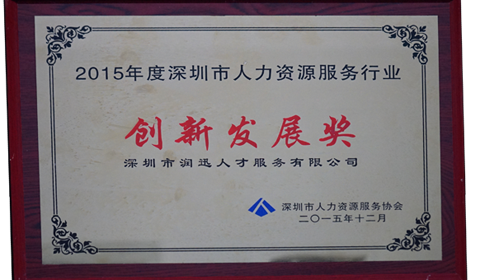 2015年度深圳市人力资源服务行业
创新发展奖
深圳市润迅人才服务有限公司
深圳市人力资源服务协会
二〇一五年十二月